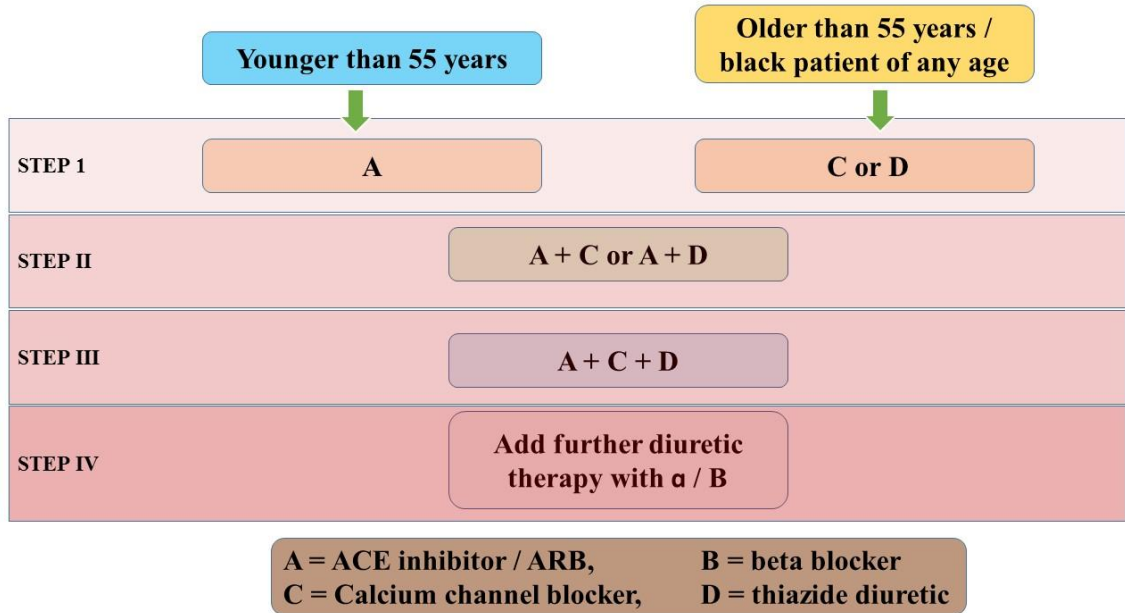 Younger than 55 years
Older than 55 years /
black patient of any age
STEP 1
A
C or D
STEP II
A + C or A + D
STEP III
A + C + D
STEP IV
Add further diuretic
therapy with α / B
A = ACE inhibitor / ARB, B = beta blocker
C = Calcium channel blocker, D = thiazide diuretic